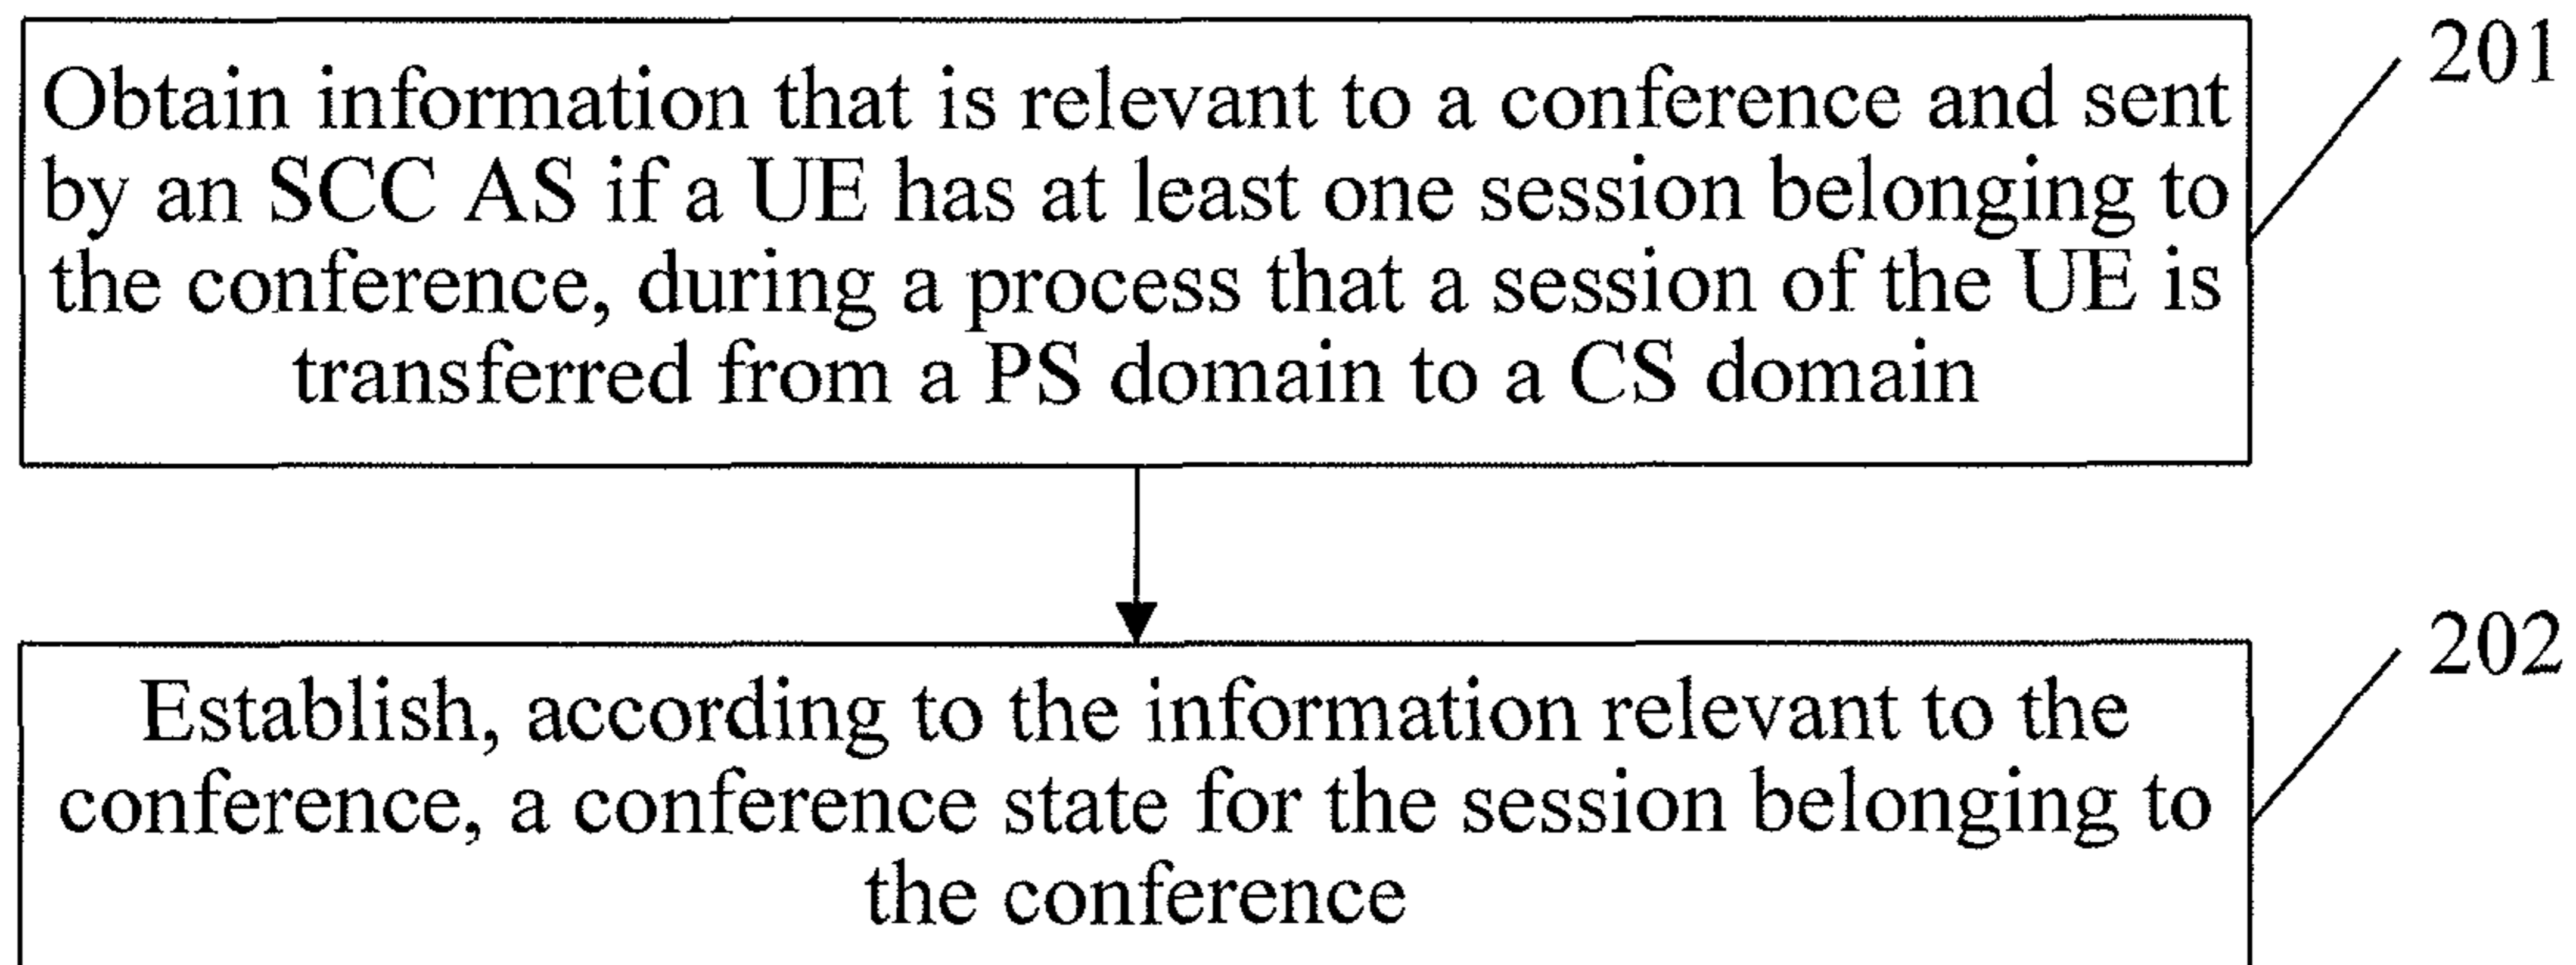 Obtain information that is relevant to a conference and sent
by an SCC AS if a UE has at least one session belonging to
the conference, during a process that a session of the UE is
transferred from a PS domain to a CS domain
201
Establish, according to the information relevant to the
conference, a conference state for the session belonging to
the conference
202